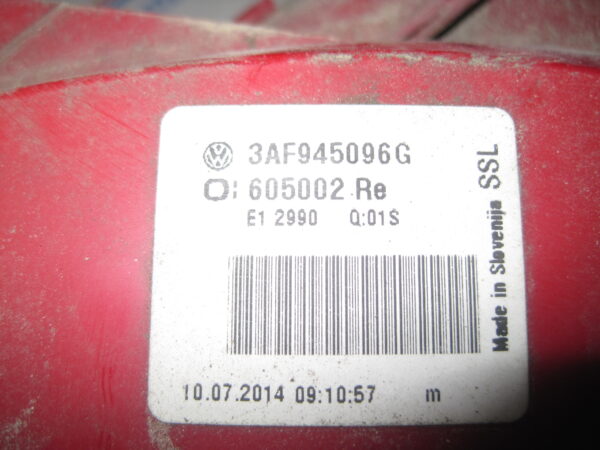 3AF945096G
605002 Re
E1 2990 Q:01S
10.07.2014 09:10:57 m
Made in Slovenija SSL